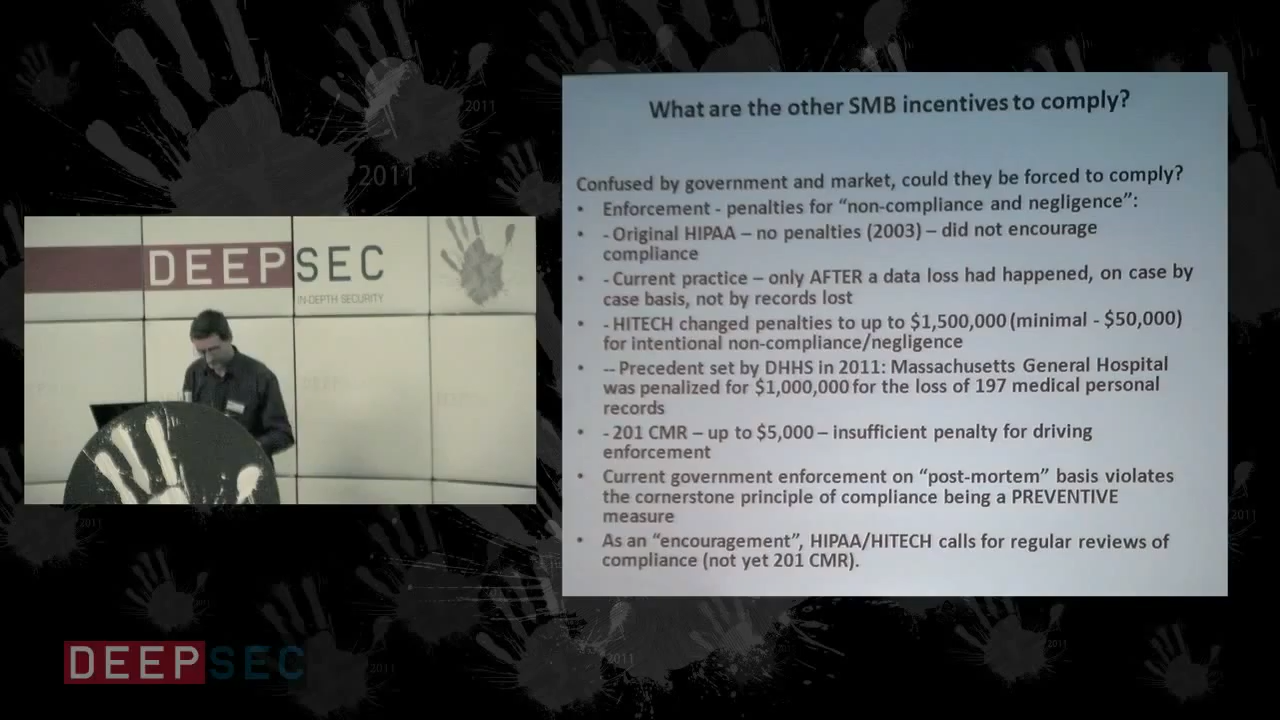 What are the other SMB incentives to comply?
Confused by government and market, could they be forced to comply?
• Enforcement - penalties for “non-compliance and negligence”:
• - Original HIPAA – no penalties (2003) – did not encourage
compliance
• - Current practice – only AFTER a data loss had happened, on case by
case basis, not by records lost
• - HITECH changed penalties to up to $1,500,000 (minimal - $50,000)
for intentional non-compliance/negligence
• -- Precedent set by DHHS in 2011: Massachusetts General Hospital
was penalized for $1,000,000 for the loss of 197 medical personal
records
• - 201 CMR – up to $5,000 – insufficient penalty for driving
enforcement
• Current government enforcement on “post-mortem” basis violates
the cornerstone principle of compliance being a PREVENTIVE
measure
• As an “encouragement”, HIPAA/HITECH calls for regular reviews of
compliance (not yet 201 CMR).
DEEPSEC
IN-DEPTH SECURITY
2011
2011
2011
2011
2011
2011
2011
DEEPSEC